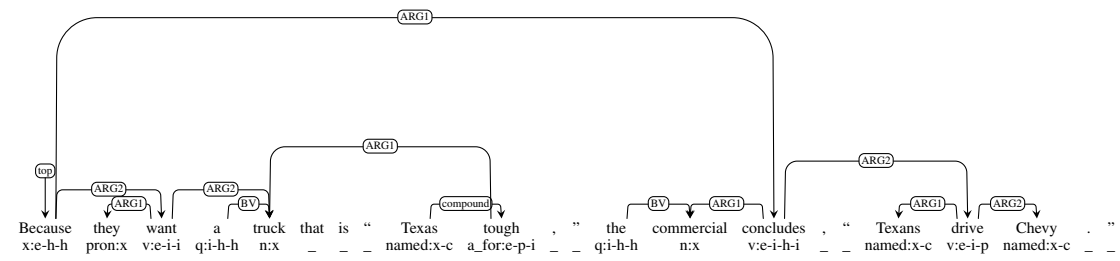 ARG1
ARG1
top
ARG2
ARG2
ARG2
ARG1
BV
compound
BV
ARG1
ARG1
ARG2
Because they want a truck that is “ Texas tough , ” the commercial concludes , “ Texans drive Chevy . ”
x:e-h-h pron:x v:e-i-i q:i-h-h n:x _ _ _ named:x-c a_for:e-p-i _ _ q:i-h-h n:x v:e-i-h-i _ _ named:x-c v:e-i-p named:x-c _ _